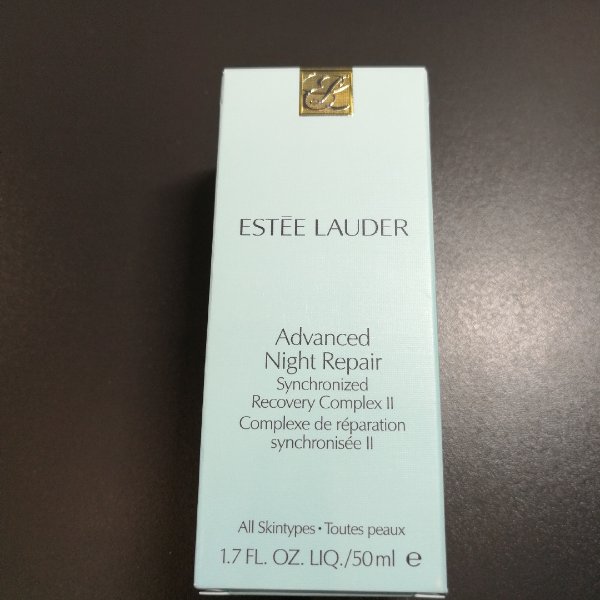 ESTĒE LAUDER
Advanced
Night Repair
Synchronized
Recovery Complex II
Complexe de réparation
synchronisée II
All Skintypes • Toutes peaux
1.7 FL. OZ. LIQ./50ml ℮